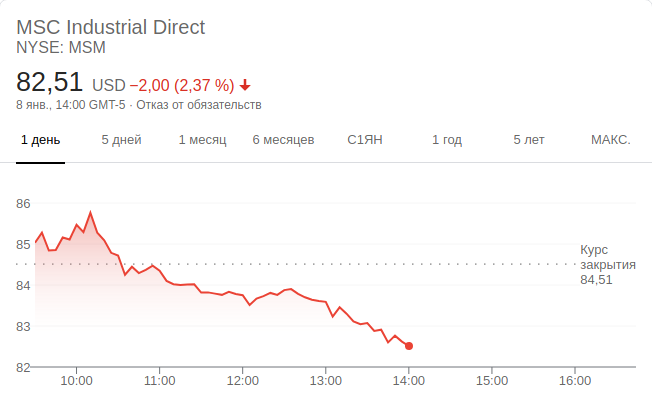 MSC Industrial Direct
NYSE: MSM
82,51 USD −2,00 (2,37 %)
8 янв., 14:00 GMT-5 · Отказ от обязательств
1 день 5 дней 1 месяц 6 месяцев С1ЯН 1 год 5 лет МАКС.
86
85
Курс
закрытия
84,51
84
83
82
10:00 11:00 12:00 13:00 14:00 15:00 16:00